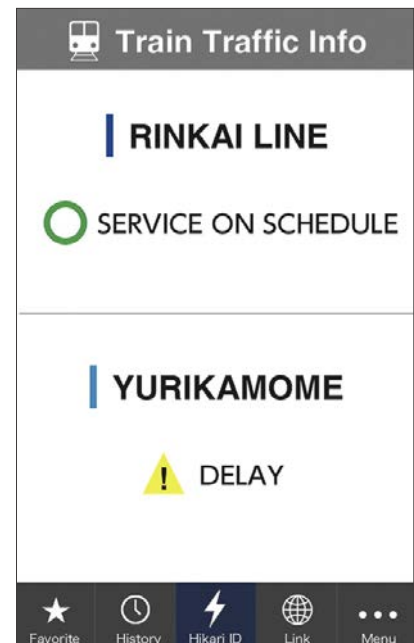 Train Traffic Info
RINKAI LINE
SERVICE ON SCHEDULE
YURIKAMOME
! DELAY
Favorite History Hikari ID Link Menu